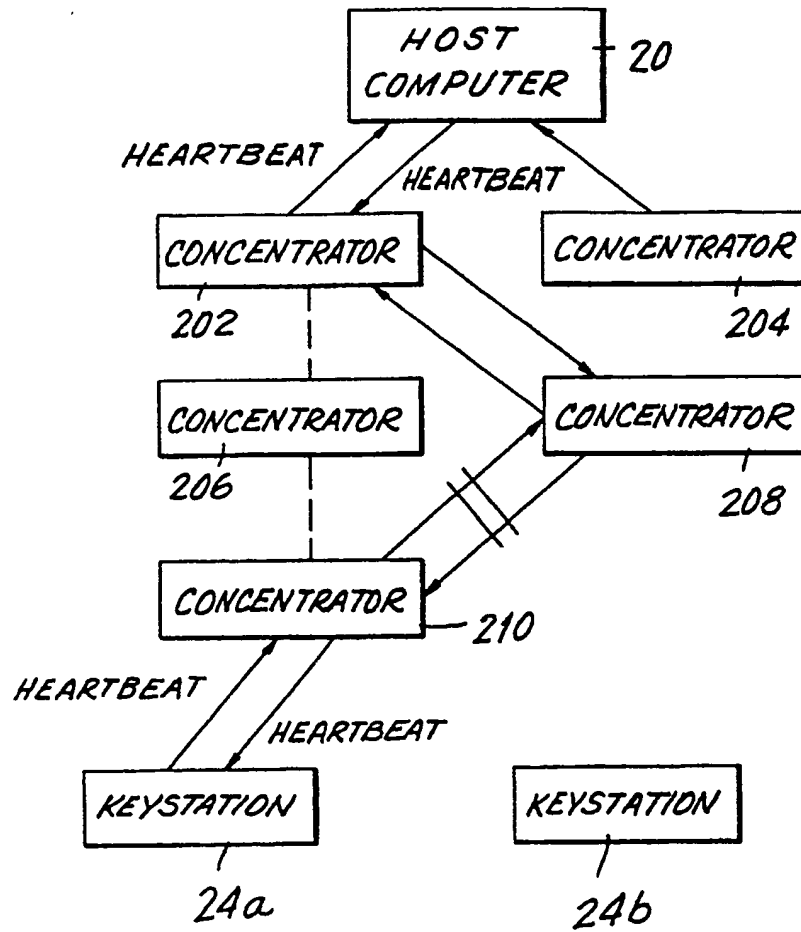 HOST
COMPUTER
20
HEARTBEAT
HEARTBEAT
CONCENTRATOR
CONCENTRATOR
202
204
CONCENTRATOR
CONCENTRATOR
206
208
CONCENTRATOR
210
HEARTBEAT
HEARTBEAT
KEYSTATION
KEYSTATION
24a
24b